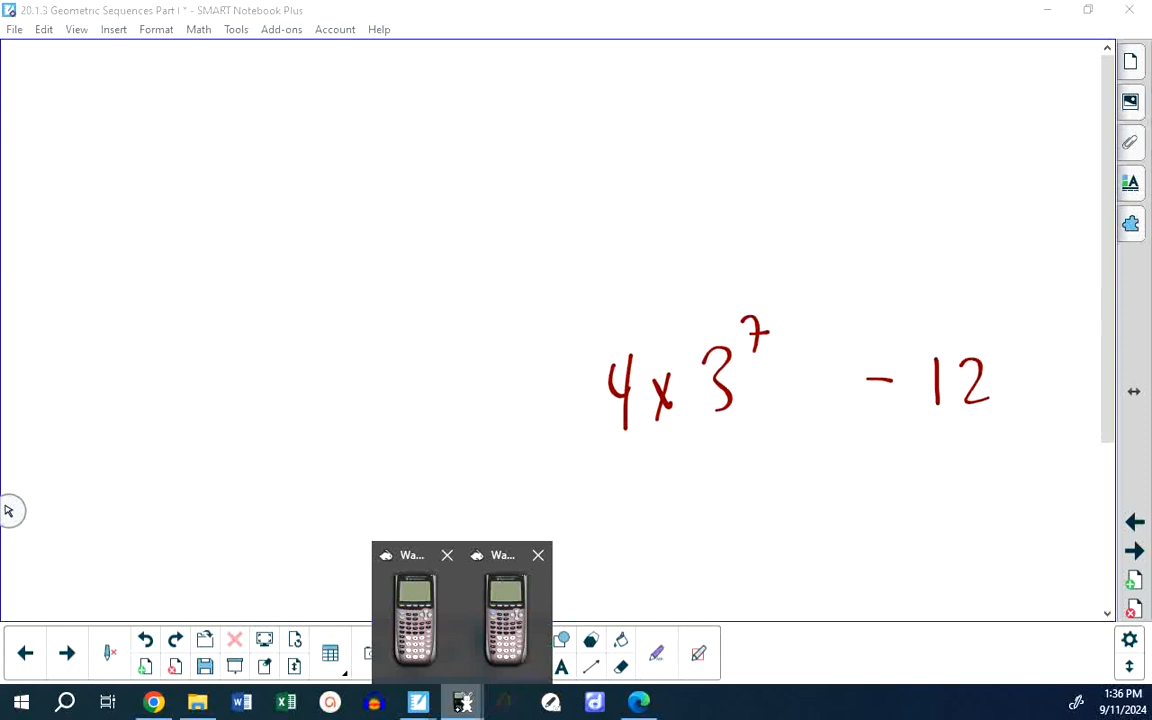 20.1.3 Geometric Sequences Part I * - SMART Notebook Plus
File Edit View Insert Format Math Tools Add-ons Account Help
4 x 3⁷ - 12
Wa... Wa...
1:36 PM
9/11/2024